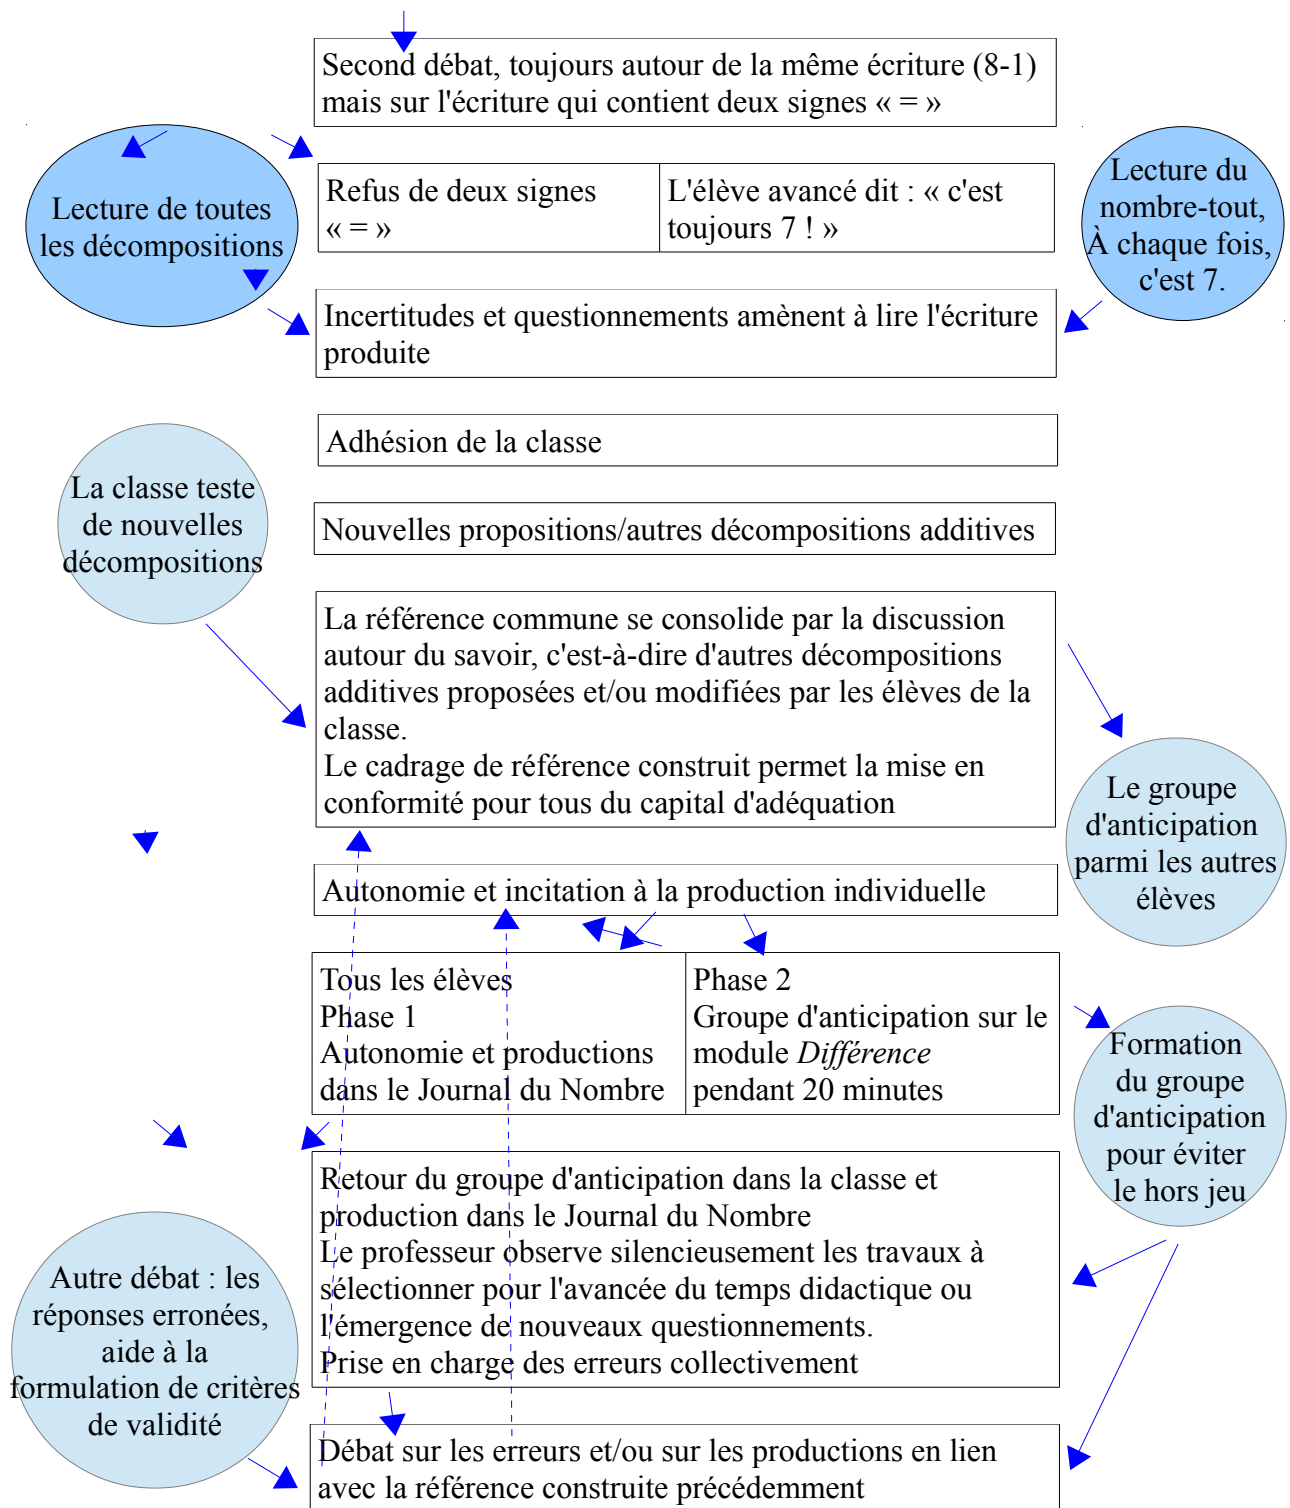 Second débat, toujours autour de la même écriture (8-1)
mais sur l'écriture qui contient deux signes « = »
Lecture de toutes
les décompositions
Refus de deux signes
« = »
L'élève avancé dit : « c'est
toujours 7 ! »
Lecture du
nombre-tout,
À chaque fois,
c'est 7.
Incertitudes et questionnements amènent à lire l'écriture
produite
Adhésion de la classe
La classe teste
de nouvelles
décompositions
Nouvelles propositions/autres décompositions additives
La référence commune se consolide par la discussion
autour du savoir, c'est-à-dire d'autres décompositions
additives proposées et/ou modifiées par les élèves de la
classe.
Le cadrage de référence construit permet la mise en
conformité pour tous du capital d'adéquation
Le groupe
d'anticipation
parmi les autres
élèves
Autonomie et incitation à la production individuelle
Tous les élèves
Phase 1
Autonomie et productions
dans le Journal du Nombre
Phase 2
Groupe d'anticipation sur le
module Différence
pendant 20 minutes
Formation
du groupe
d'anticipation
pour éviter
le hors jeu
Retour du groupe d'anticipation dans la classe et
production dans le Journal du Nombre
Le professeur observe silencieusement les travaux à
sélectionner pour l'avancée du temps didactique ou
l'émergence de nouveaux questionnements.
Prise en charge des erreurs collectivement
Autre débat : les
réponses erronées,
aide à la
formulation de critères
de validité
Débat sur les erreurs et/ou sur les productions en lien
avec la référence construite précédemment